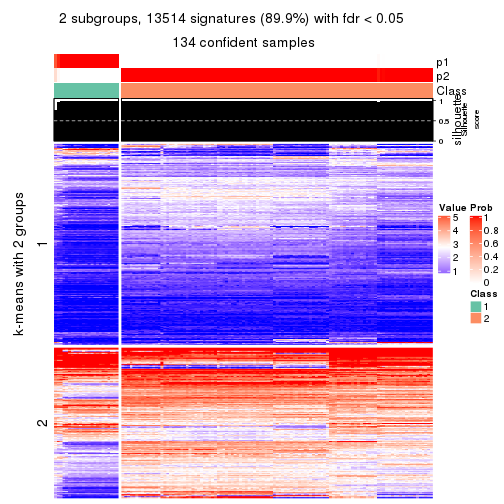 2 subgroups, 13514 signatures (89.9%) with fdr < 0.05
134 confident samples
p1
p2
Class
1
0.5
0
silhouette
Silhouette
score
k-means with 2 groups
1
2
Value
5
4
3
2
1
Prob
1
0.8
0.6
0.4
0.2
0
Class
1
2